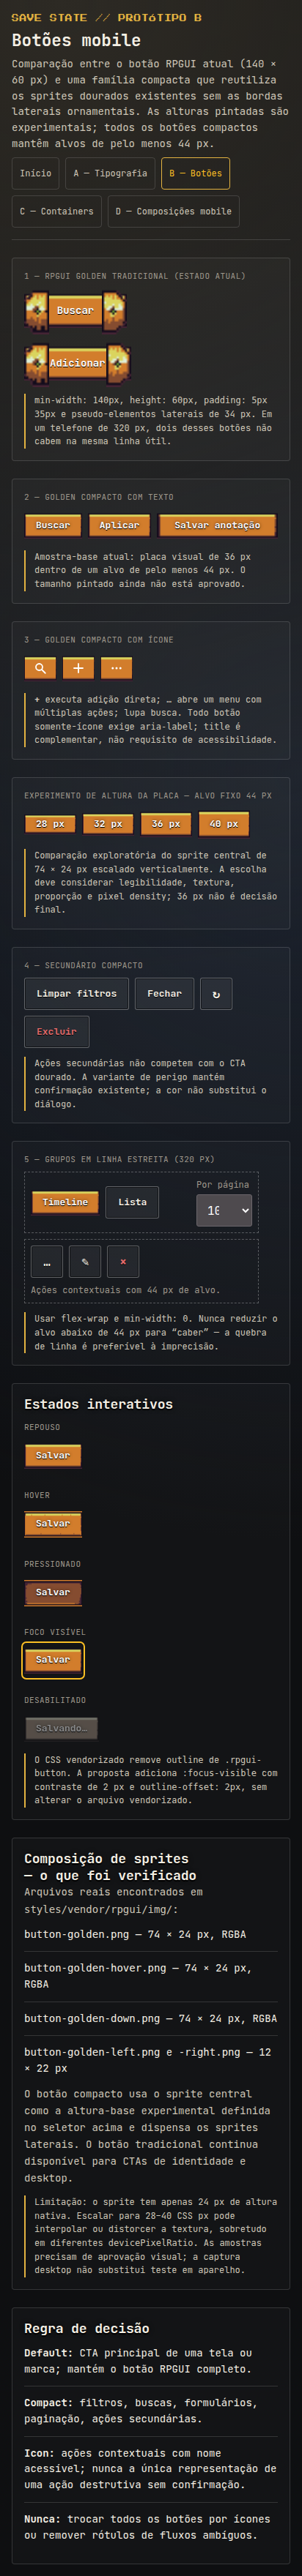 SAVE STATE // PROTÓTIPO B
Botões mobile
Comparação entre o botão RPGUI atual (140 ×
60 px) e uma família compacta que reutiliza
os sprites dourados existentes sem as bordas
laterais ornamentais. As alturas pintadas são
experimentais; todos os botões compactos
mantêm alvos de pelo menos 44 px.
Início
A — Tipografia
B — Botões
C — Containers
D — Composições mobile
1 — RPGUI GOLDEN TRADICIONAL (ESTADO ATUAL)
Buscar
Adicionar
min-width: 140px, height: 60px, padding: 5px
35px e pseudo-elementos laterais de 34 px. Em
um telefone de 320 px, dois desses botões não
cabem na mesma linha útil.
2 — GOLDEN COMPACTO COM TEXTO
Buscar
Aplicar
Salvar anotação
Amostra-base atual: placa visual de 36 px
dentro de um alvo de pelo menos 44 px. O
tamanho pintado ainda não está aprovado.
3 — GOLDEN COMPACTO COM ÍCONE
+ executa adição direta; … abre um menu com
múltiplas ações; lupa busca. Todo botão
somente-ícone exige aria-label; title é
complementar, não requisito de acessibilidade.
EXPERIMENTO DE ALTURA DA PLACA — ALVO FIXO 44 PX
28 px
32 px
36 px
40 px
Comparação exploratória do sprite central de
74 × 24 px escalado verticalmente. A escolha
deve considerar legibilidade, textura,
proporção e pixel density; 36 px não é decisão
final.
4 — SECUNDÁRIO COMPACTO
Limpar filtros
Fechar
↻
Excluir
Ações secundárias não competem com o CTA
dourado. A variante de perigo mantém
confirmação existente; a cor não substitui o
diálogo.
5 — GRUPOS EM LINHA ESTREITA (320 PX)
Timeline
Lista
Por página
…
✎
×
Ações contextuais com 44 px de alvo.
Usar flex-wrap e min-width: 0. Nunca reduzir o
alvo abaixo de 44 px para “caber” — a quebra
de linha é preferível à imprecisão.
Estados interativos
REPOUSO
Salvar
HOVER
Salvar
PRESSIONADO
Salvar
FOCO VISÍVEL
Salvar
DESABILITADO
Salvando…
O CSS vendorizado remove outline de .rpgui-
button. A proposta adiciona :focus-visible com
contraste de 2 px e outline-offset: 2px, sem
alterar o arquivo vendorizado.
Composição de sprites
— o que foi verificado
Arquivos reais encontrados em
styles/vendor/rpgui/img/:
button-golden.png — 74 × 24 px, RGBA
button-golden-hover.png — 74 × 24 px,
RGBA
button-golden-down.png — 74 × 24 px, RGBA
button-golden-left.png e -right.png — 12
× 22 px
O botão compacto usa o sprite central
como a altura-base experimental definida
no seletor acima e dispensa os sprites
laterais. O botão tradicional continua
disponível para CTAs de identidade e
desktop.
Limitação: o sprite tem apenas 24 px de altura
nativa. Escalar para 28–40 CSS px pode
interpolar ou distorcer a textura, sobretudo
em diferentes devicePixelRatio. As amostras
precisam de aprovação visual; a captura
desktop não substitui teste em aparelho.
Regra de decisão
Default: CTA principal de uma tela ou
marca; mantém o botão RPGUI completo.
Compact: filtros, buscas, formulários,
paginação, ações secundárias.
Icon: ações contextuais com nome
acessível; nunca a única representação de
uma ação destrutiva sem confirmação.
Nunca: trocar todos os botões por ícones
ou remover rótulos de fluxos ambíguos.